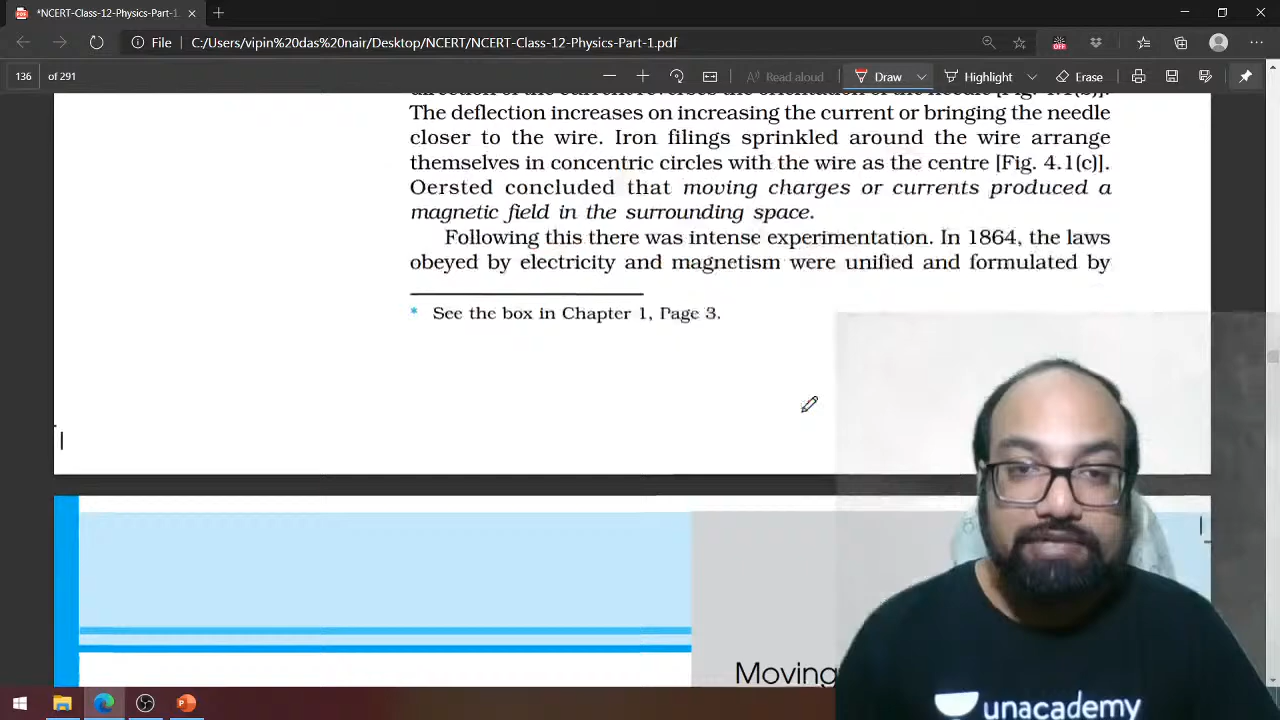 *NCERT-Class-12-Physics-Part-1.
File
C:/Users/vipin%20das%20nair/Desktop/NCERT/NCERT-Class-12-Physics-Part-1.pdf
136 of 291
Read aloud
Draw
Highlight
Erase
The deflection increases on increasing the current or bringing the needle
closer to the wire. Iron filings sprinkled around the wire arrange
themselves in concentric circles with the wire as the centre [Fig. 4.1(c)].
Oersted concluded that moving charges or currents produced a
magnetic field in the surrounding space.
Following this there was intense experimentation. In 1864, the laws
obeyed by electricity and magnetism were unified and formulated by
* See the box in Chapter 1, Page 3.
Moving
unacademy